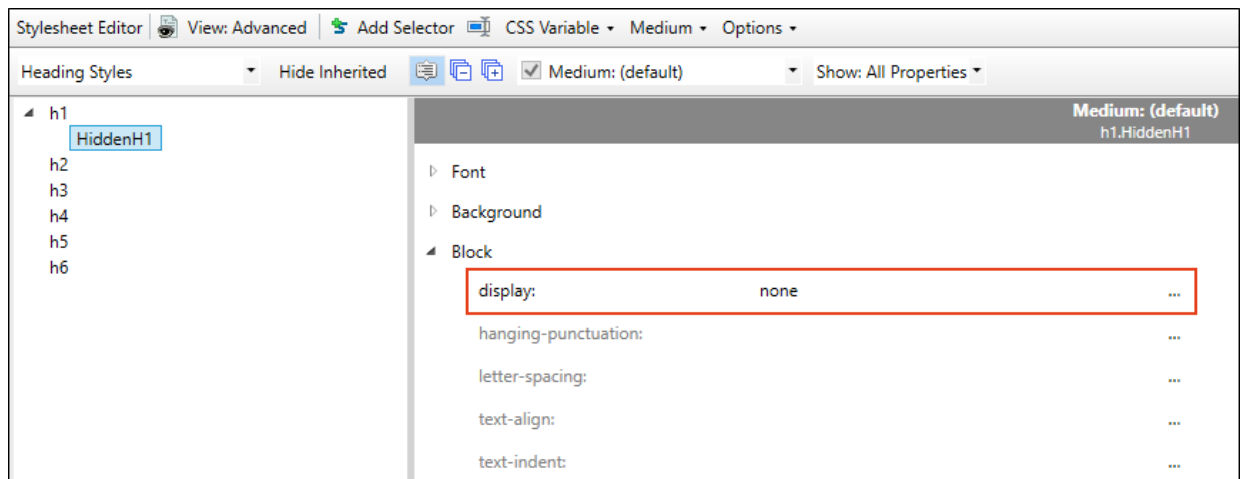 Stylesheet Editor View: Advanced Add Selector CSS Variable Medium Options
Heading Styles Hide Inherited Medium: (default) Show: All Properties
h1
HiddenH1
h2
h3
h4
h5
h6
Medium: (default)
h1.HiddenH1
Font
Background
Block
display: none ...
hanging-punctuation: ...
letter-spacing: ...
text-align: ...
text-indent: ...